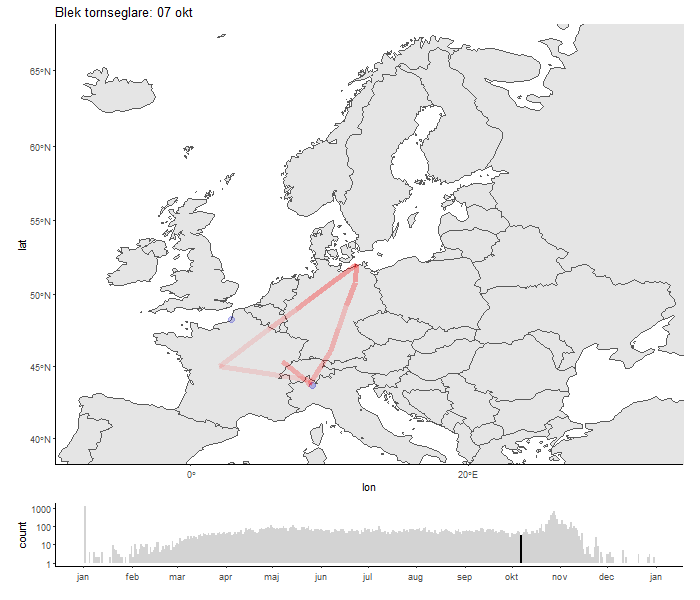 Blek tornseglare: 07 okt
65°N
60°N
55°N
50°N
45°N
40°N
lat
0°
20°E
lon
1000
100
10
1
count
jan feb mar apr maj jun jul aug sep okt nov dec jan